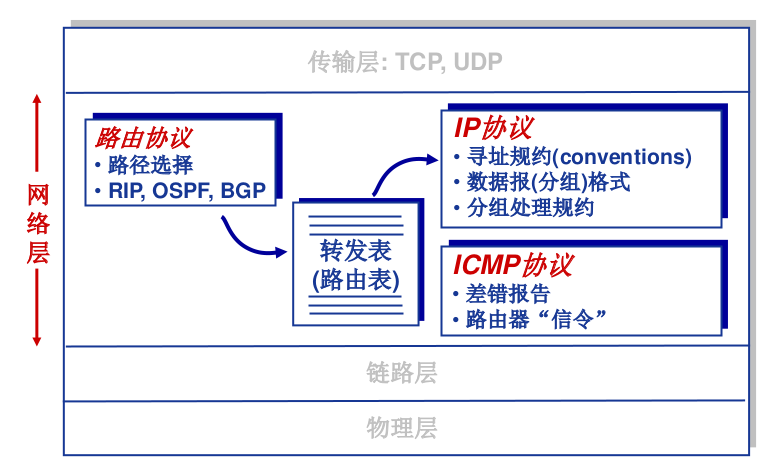 传输层: TCP, UDP
网络层
路由协议
• 路径选择
• RIP, OSPF, BGP
转发表
(路由表)
IP协议
• 寻址规约(conventions)
• 数据报(分组)格式
• 分组处理规约
ICMP协议
• 差错报告
• 路由器“信令”
链路层
物理层